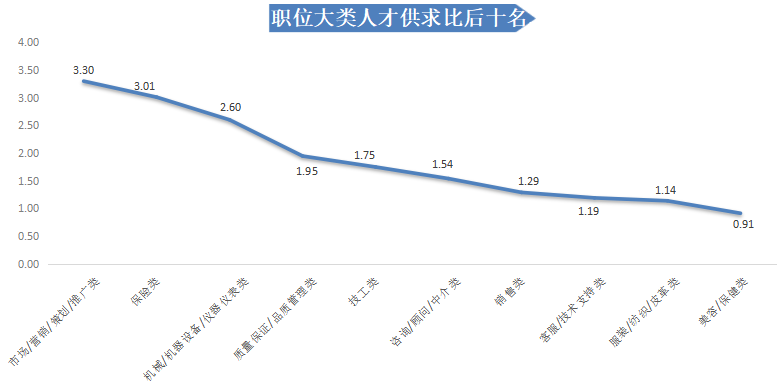 职位大类人才供求比后十名
4.00
3.50
3.00
2.50
2.00
1.50
1.00
0.50
0.00
3.30
3.01
2.60
1.95
1.75
1.54
1.29
1.19
1.14
0.91
市场/营销/策划/推广类
保险类
机械/机器设备/仪器仪表类
质量保证/品质管理类
技工类
咨询/顾问/中介类
销售类
客服/技术支持类
服装/纺织/皮革类
美容/保健类